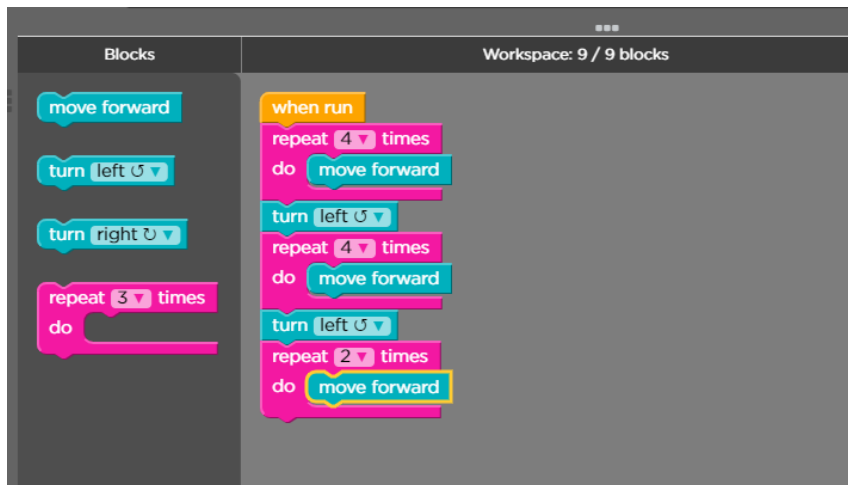 Blocks
Workspace: 9 / 9 blocks
move forward
turn left ↺ ▼
turn right ↻ ▼
repeat 3 ▼ times
do
when run
repeat 4 ▼ times
do move forward
turn left ↺ ▼
repeat 4 ▼ times
do move forward
turn left ↺ ▼
repeat 2 ▼ times
do move forward